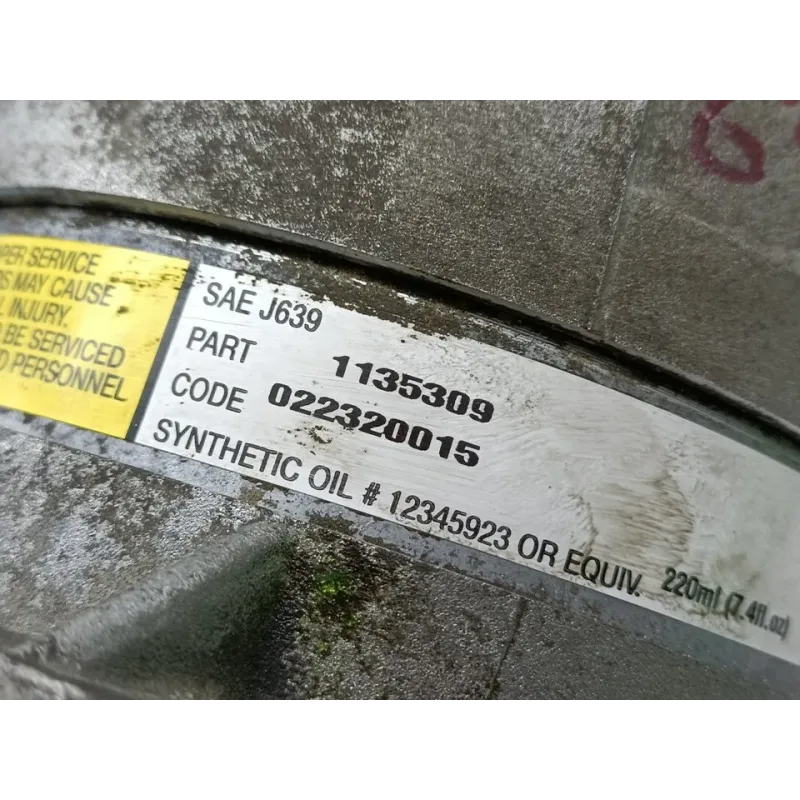 PER SERVICE
MAY CAUSE
INJURY.
BE SERVICED
PERSONNEL
SAE J639
PART 1135309
CODE 022320015
SYNTHETIC OIL # 12345923 OR EQUIV. 220ml (7.4fl.oz)